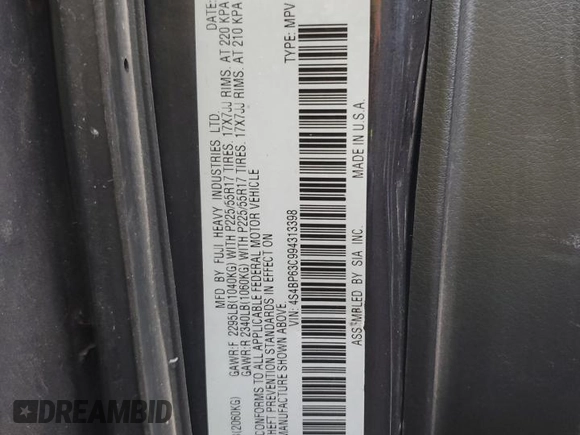 MFD BY FUJI HEAVY INDUSTRIES LTD. DATE:
(2060KG) GAWR:F 2295LB(1040KG) WITH P225/55R17 TIRES. 17X7JJ RIMS. AT 220 KPA
GAWR:R 2340LB(1060KG) WITH P225/55R17 TIRES. 17X7JJ RIMS. AT 210 KPA
CONFORMS TO ALL APPLICABLE FEDERAL MOTOR VEHICLE
THEFT PREVENTION STANDARDS IN EFFECT ON
MANUFACTURE SHOWN ABOVE.
VIN: 4S4BP63C994313398 TYPE: MPV
ASSEMBLED BY SIA INC. MADE IN U.S.A.
AUTOBIDMASTER